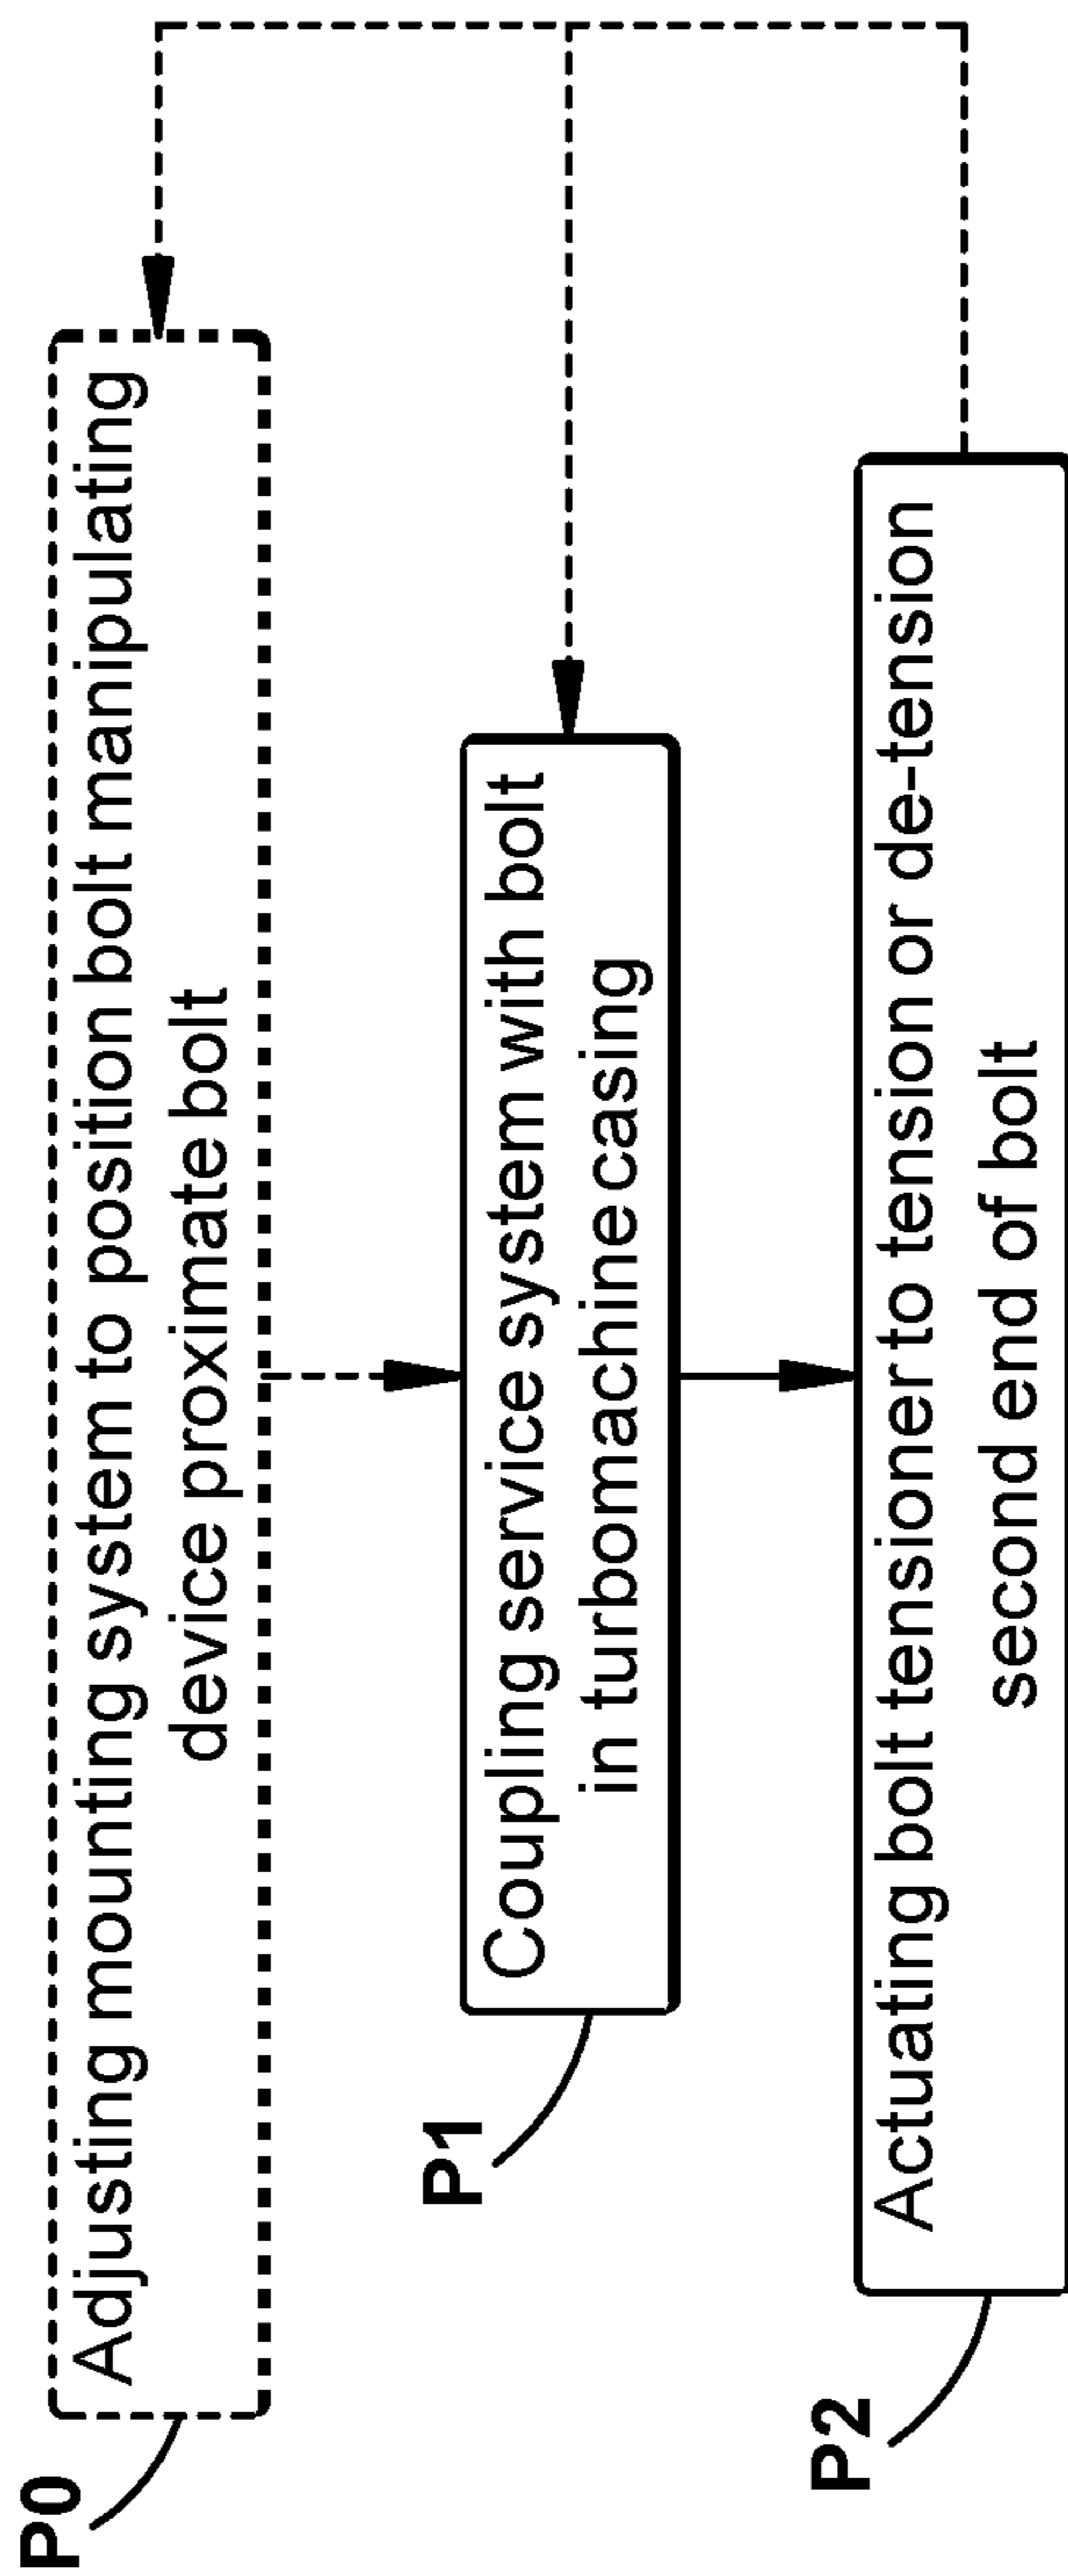 P0
Adjusting mounting system to position bolt manipulating
device proximate bolt
P1
Coupling service system with bolt
in turbomachine casing
P2
Actuating bolt tensioner to tension or de-tension
second end of bolt